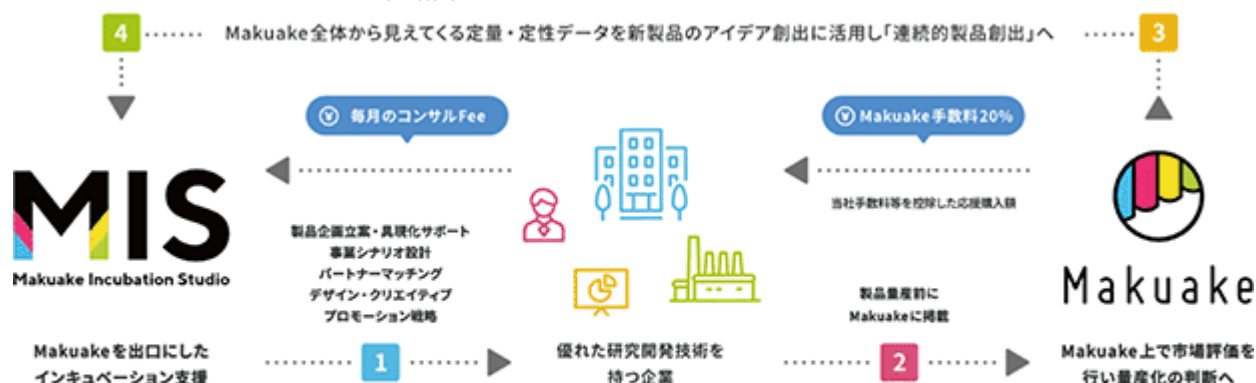 4
Makuake全体から見えてくる定量・定性データを新製品のアイデア創出に活用し「連続的製品創出」へ
3
毎月のコンサルFee
Makuake手数料20%
MIS
Makuake Incubation Studio
製品企画立案・具現化サポート
事業シナリオ設計
パートナーマッチング
デザイン・クリエイティブ
プロモーション戦略
当社手数料等を控除した応援購入額
製品量産前に
Makuakeに掲載
Makuake
Makuakeを出口にした
インキュベーション支援
1
優れた研究開発技術を
持つ企業
2
Makuake上で市場評価を
行い量産化の判断へ